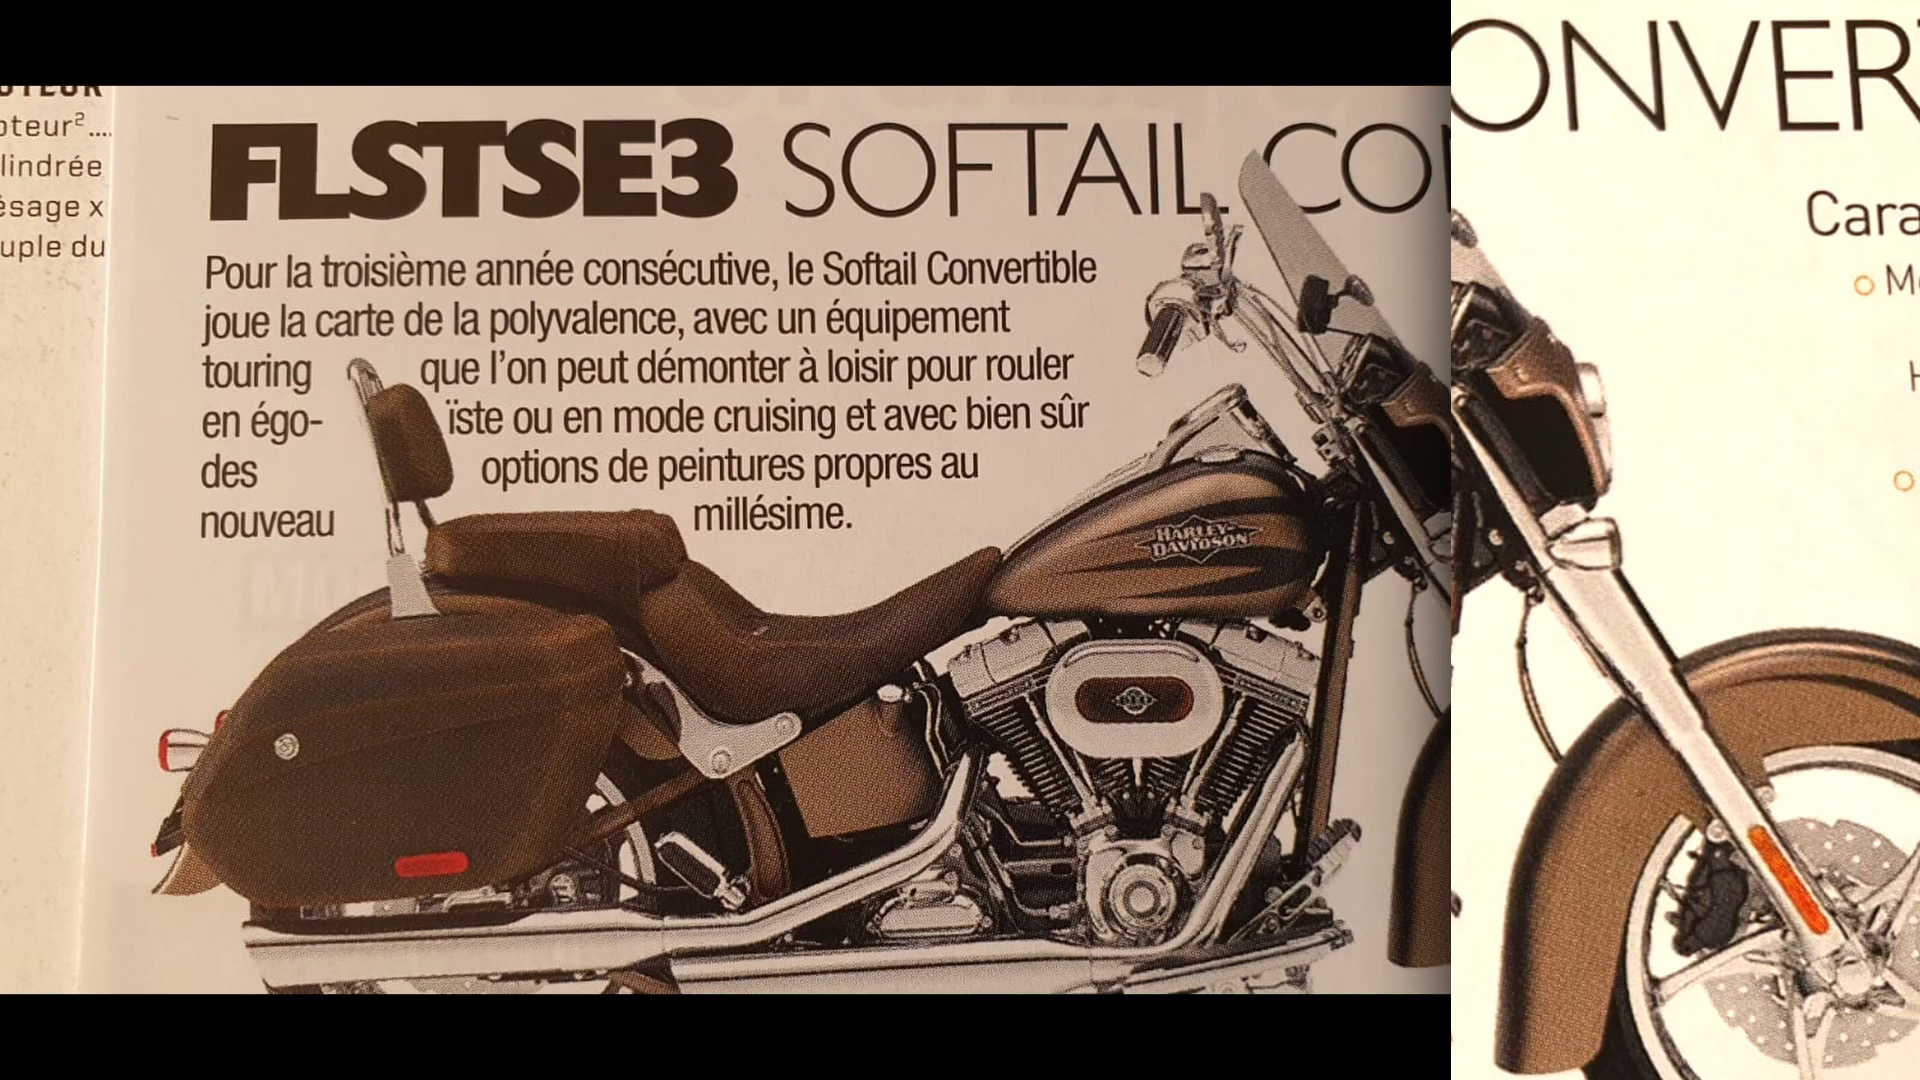 oteur²....
lindrée
ésage x
uple du
FLSTSE3 SOFTAIL CO
Pour la troisième année consécutive, le Softail Convertible
joue la carte de la polyvalence, avec un équipement
touring que l'on peut démonter à loisir pour rouler
en égo- ïste ou en mode cruising et avec bien sûr
des options de peintures propres au
nouveau millésime.
HARLEY-
DAVIDSON
ONVER
Cara